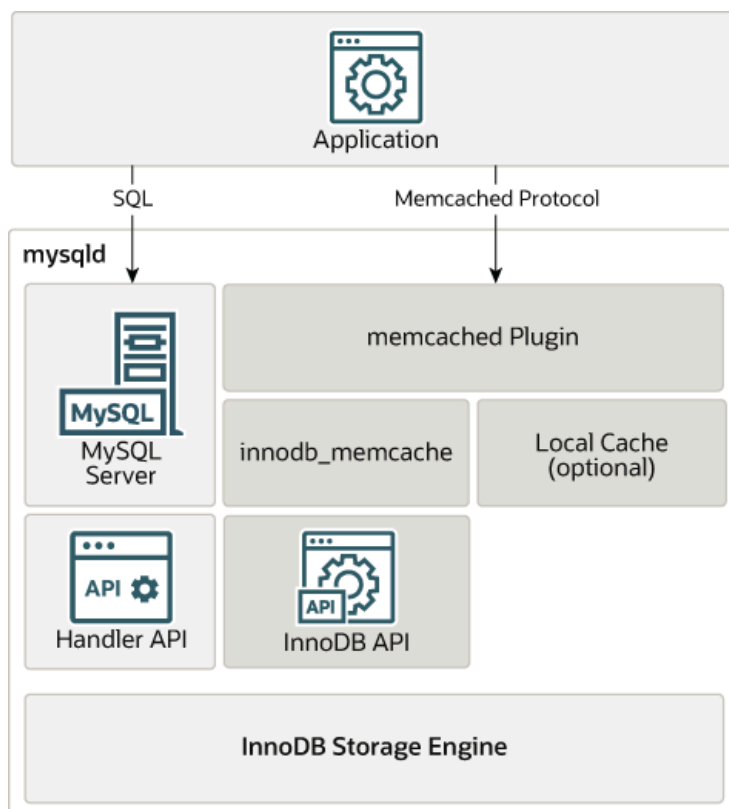 Application
SQL
Memcached Protocol
mysqld
memcached Plugin
MySQL
MySQL
Server
innodb_memcache
Local Cache
(optional)
API
Handler API
API
InnoDB API
InnoDB Storage Engine